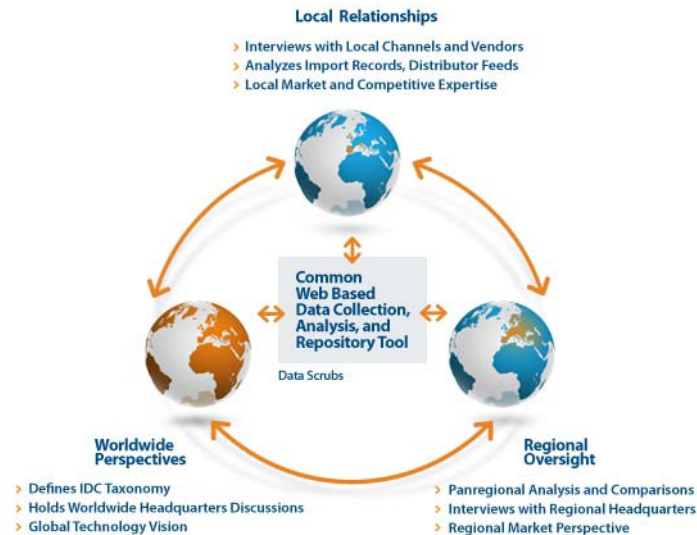 Local Relationships
> Interviews with Local Channels and Vendors
> Analyzes Import Records, Distributor Feeds
> Local Market and Competitive Expertise
Common
Web Based
Data Collection,
Analysis, and
Repository Tool
Data Scrubs
Worldwide
Perspectives
> Defines IDC Taxonomy
> Holds Worldwide Headquarters Discussions
> Global Technology Vision
Regional
Oversight
> Panregional Analysis and Comparisons
> Interviews with Regional Headquarters
> Regional Market Perspective